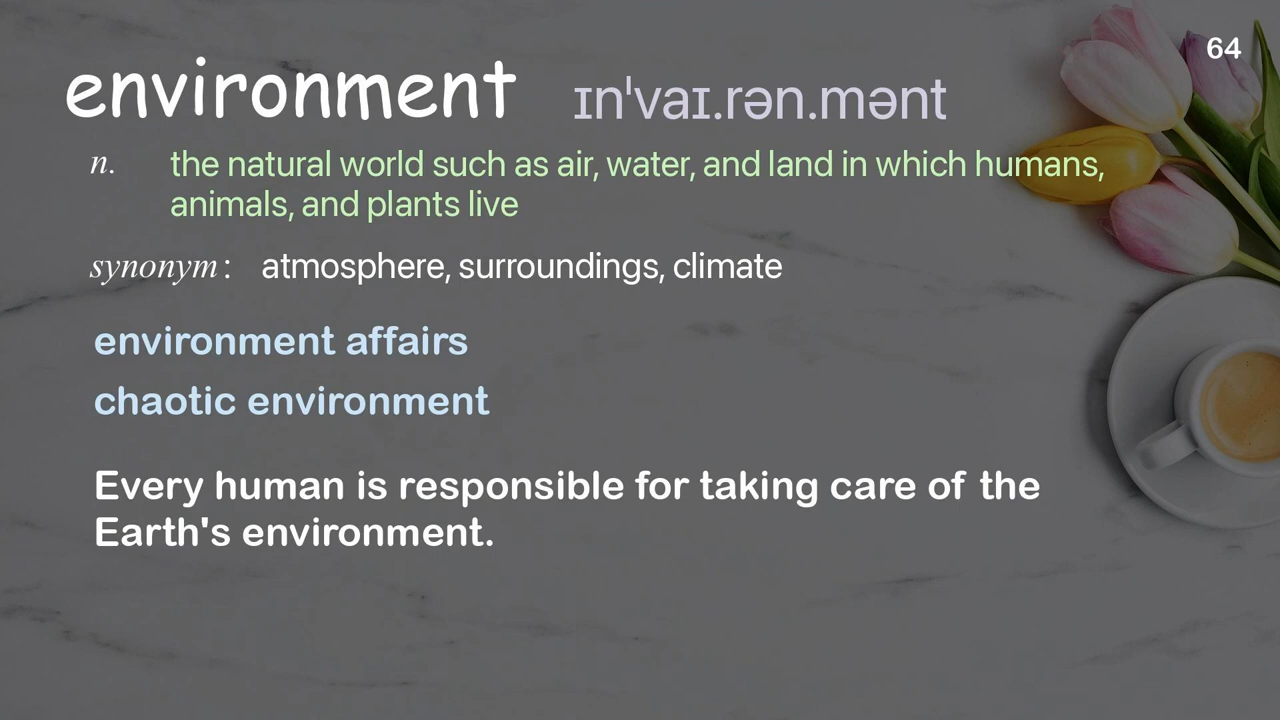 64
environment ɪnˈvaɪ.rən.mənt
n. the natural world such as air, water, and land in which humans,
animals, and plants live
synonym: atmosphere, surroundings, climate
environment affairs
chaotic environment
Every human is responsible for taking care of the
Earth's environment.